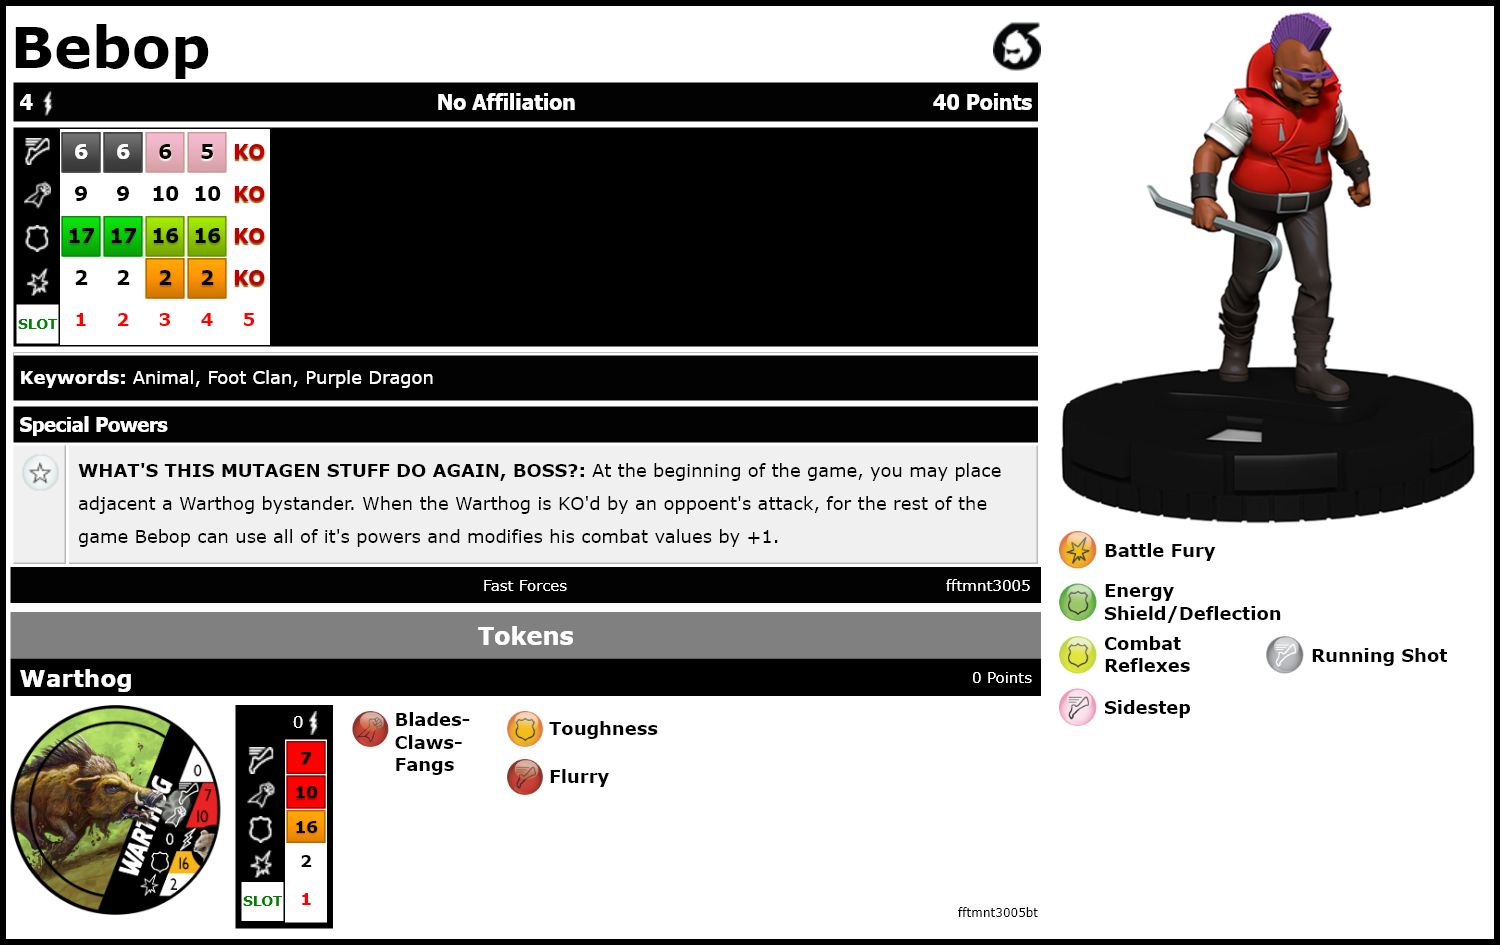 Bebop
4 No Affiliation 40 Points
6 6 6 5 KO
9 9 10 10 KO
17 17 16 16 KO
2 2 2 2 KO
SLOT 1 2 3 4 5
Keywords: Animal, Foot Clan, Purple Dragon
Special Powers
WHAT'S THIS MUTAGEN STUFF DO AGAIN, BOSS?: At the beginning of the game, you may place
adjacent a Warthog bystander. When the Warthog is KO'd by an oppoent's attack, for the rest of the
game Bebop can use all of it's powers and modifies his combat values by +1.
Fast Forces fftmnt3005
Battle Fury
Energy
Shield/Deflection
Combat
Reflexes
Running Shot
Sidestep
Tokens
Warthog 0 Points
WARTHOG
0
7
10
0
16
2
0
7
10
16
2
SLOT 1
Blades-
Claws-
Fangs
Toughness
Flurry
fftmnt3005bt